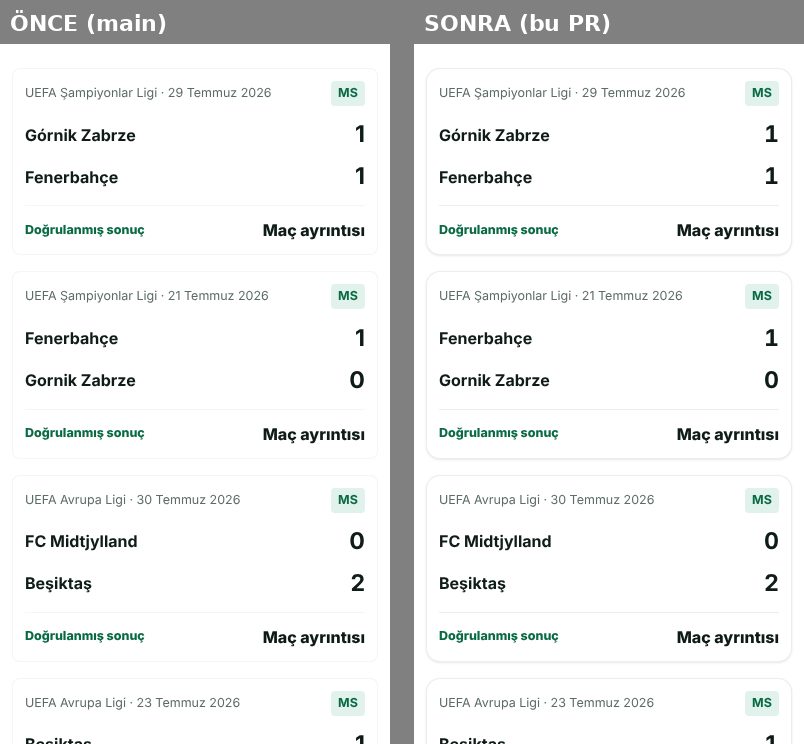 ÖNCE (main)
UEFA Şampiyonlar Ligi · 29 Temmuz 2026 MS
Górnik Zabrze 1
Fenerbahçe 1
Doğrulanmış sonuç Maç ayrıntısı
UEFA Şampiyonlar Ligi · 21 Temmuz 2026 MS
Fenerbahçe 1
Gornik Zabrze 0
Doğrulanmış sonuç Maç ayrıntısı
UEFA Avrupa Ligi · 30 Temmuz 2026 MS
FC Midtjylland 0
Beşiktaş 2
Doğrulanmış sonuç Maç ayrıntısı
UEFA Avrupa Ligi · 23 Temmuz 2026 MS
Beşiktaş 1
SONRA (bu PR)
UEFA Şampiyonlar Ligi · 29 Temmuz 2026 MS
Górnik Zabrze 1
Fenerbahçe 1
Doğrulanmış sonuç Maç ayrıntısı
UEFA Şampiyonlar Ligi · 21 Temmuz 2026 MS
Fenerbahçe 1
Gornik Zabrze 0
Doğrulanmış sonuç Maç ayrıntısı
UEFA Avrupa Ligi · 30 Temmuz 2026 MS
FC Midtjylland 0
Beşiktaş 2
Doğrulanmış sonuç Maç ayrıntısı
UEFA Avrupa Ligi · 23 Temmuz 2026 MS
Beşiktaş 1